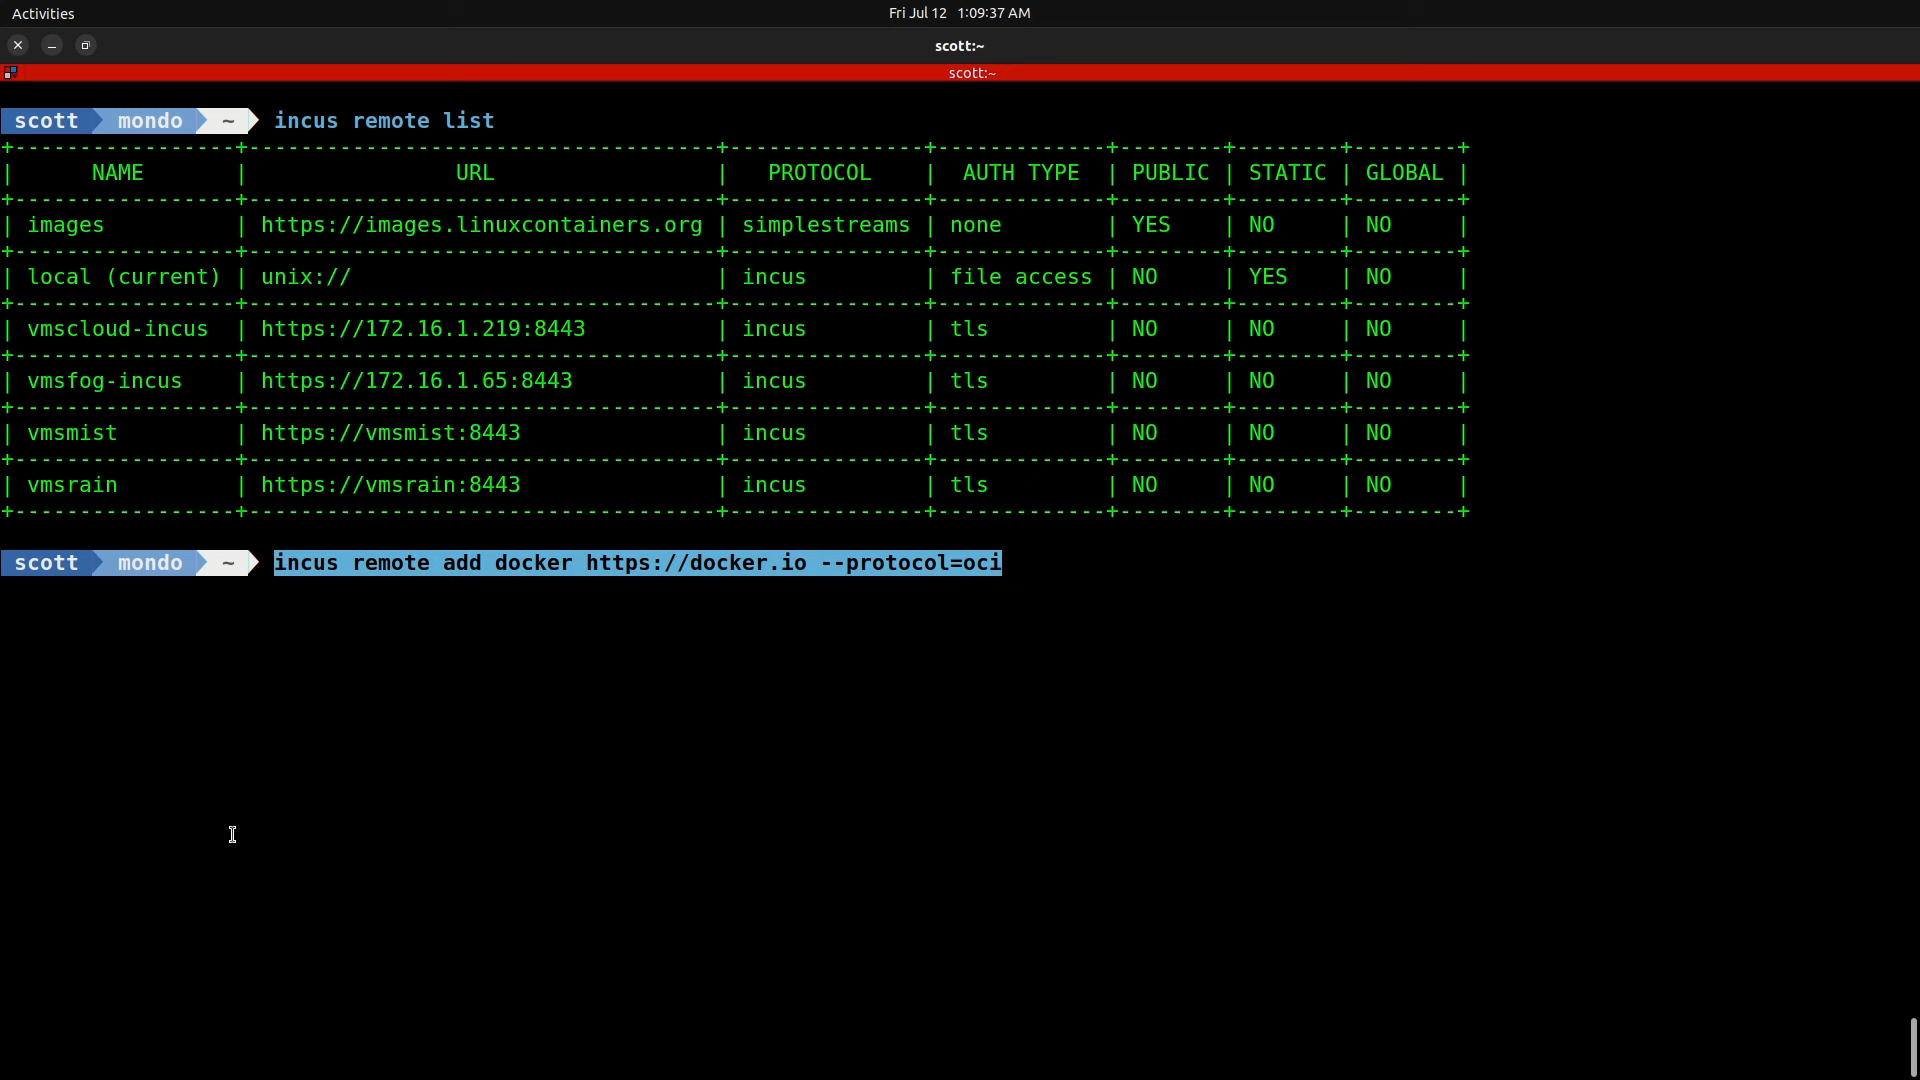 Activities
Fri Jul 12 1:09:37 AM
scott:~
scott:~
scott mondo ~ incus remote list
+-----------------+------------------------------------+---------------+-------------+--------+--------+--------+
| NAME | URL | PROTOCOL | AUTH TYPE | PUBLIC | STATIC | GLOBAL |
+-----------------+------------------------------------+---------------+-------------+--------+--------+--------+
| images | https://images.linuxcontainers.org | simplestreams | none | YES | NO | NO |
+-----------------+------------------------------------+---------------+-------------+--------+--------+--------+
| local (current) | unix:// | incus | file access | NO | YES | NO |
+-----------------+------------------------------------+---------------+-------------+--------+--------+--------+
| vmscloud-incus | https://172.16.1.219:8443 | incus | tls | NO | NO | NO |
+-----------------+------------------------------------+---------------+-------------+--------+--------+--------+
| vmsfog-incus | https://172.16.1.65:8443 | incus | tls | NO | NO | NO |
+-----------------+------------------------------------+---------------+-------------+--------+--------+--------+
| vmsmist | https://vmsmist:8443 | incus | tls | NO | NO | NO |
+-----------------+------------------------------------+---------------+-------------+--------+--------+--------+
| vmsrain | https://vmsrain:8443 | incus | tls | NO | NO | NO |
+-----------------+------------------------------------+---------------+-------------+--------+--------+--------+
scott mondo ~ incus remote add docker https://docker.io --protocol=oci